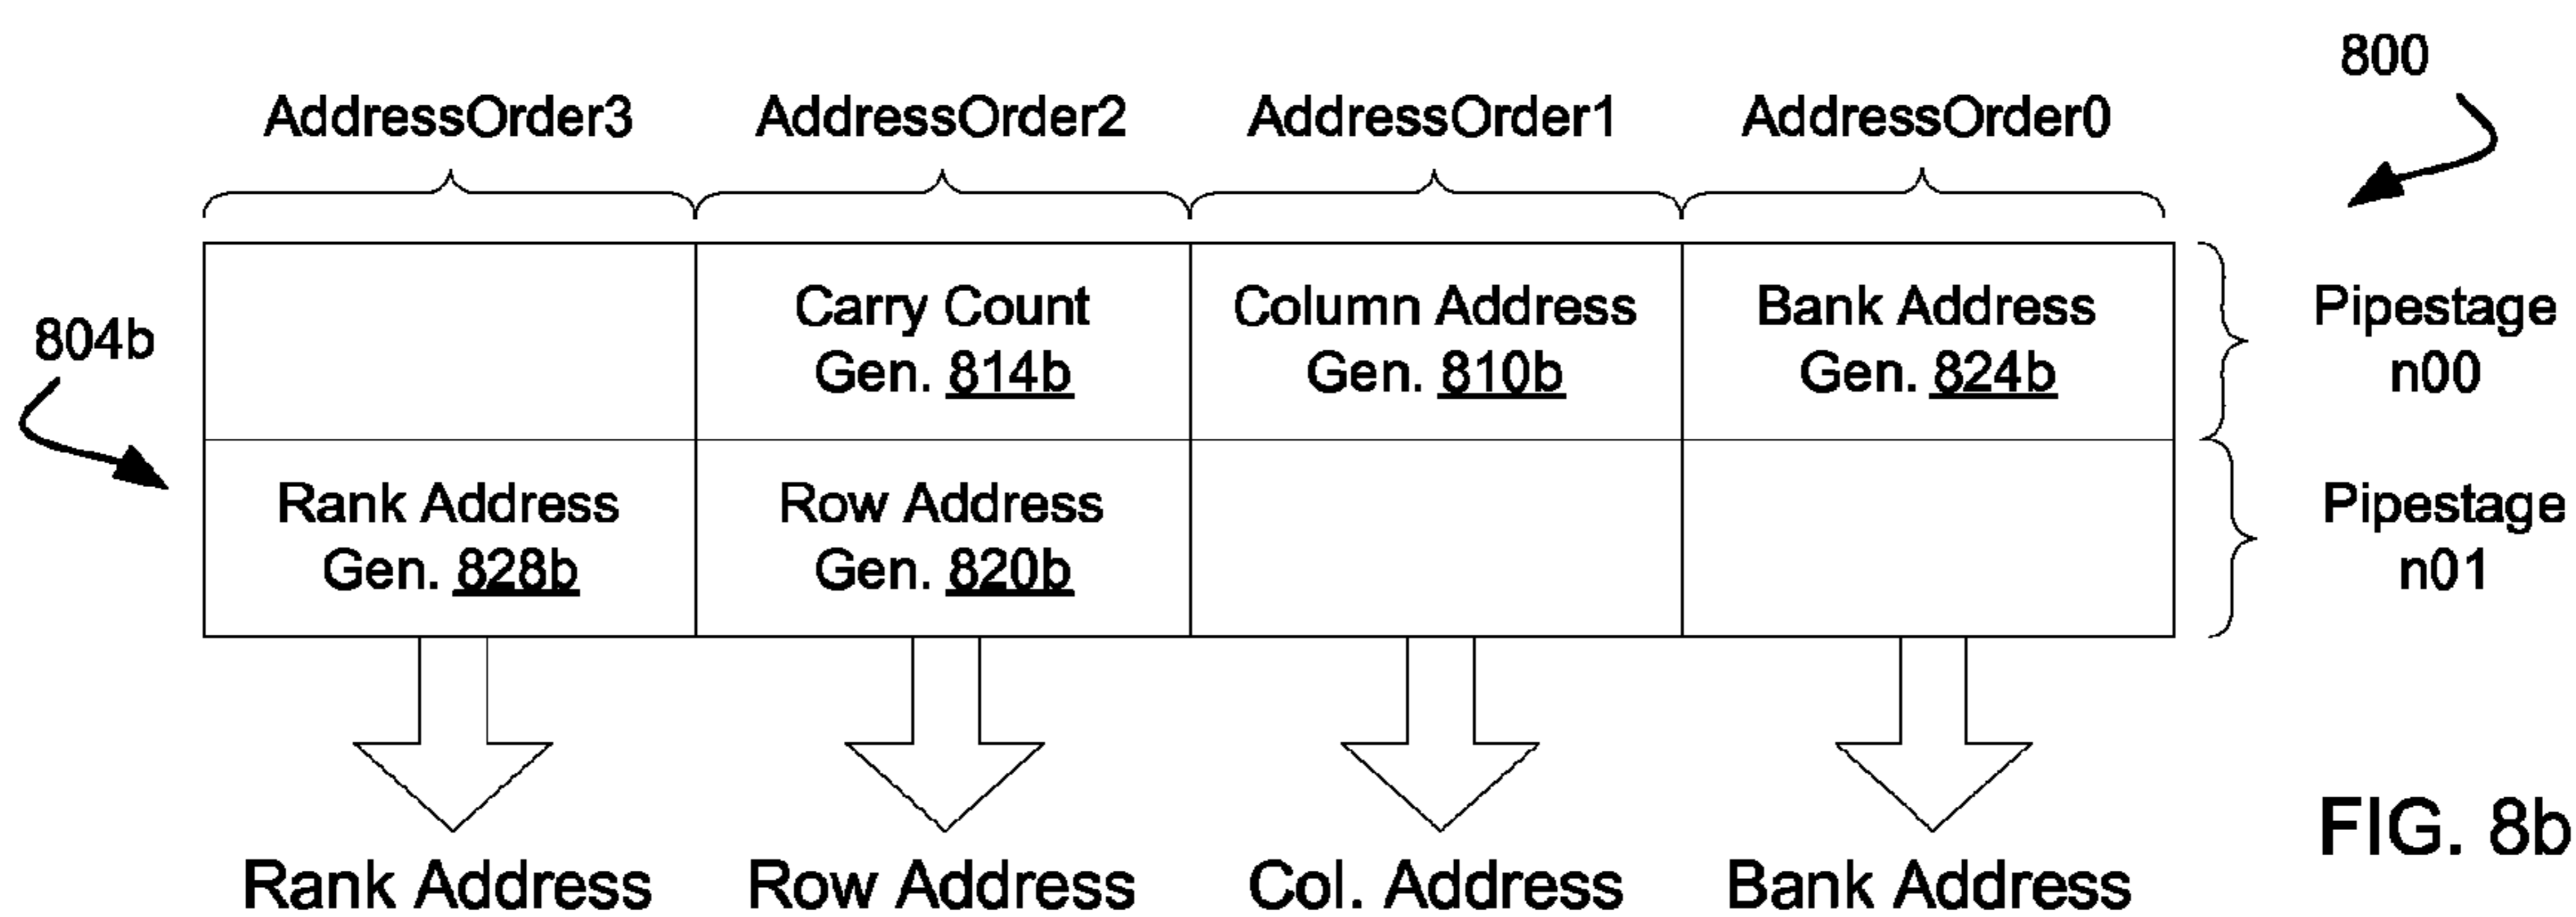 800
AddressOrder3 AddressOrder2 AddressOrder1 AddressOrder0
804b
Carry Count Column Address Bank Address Pipestage
Gen. 814b Gen. 810b Gen. 824b n00
Rank Address Row Address Pipestage
Gen. 828b Gen. 820b n01
Rank Address Row Address Col. Address Bank Address
FIG. 8b